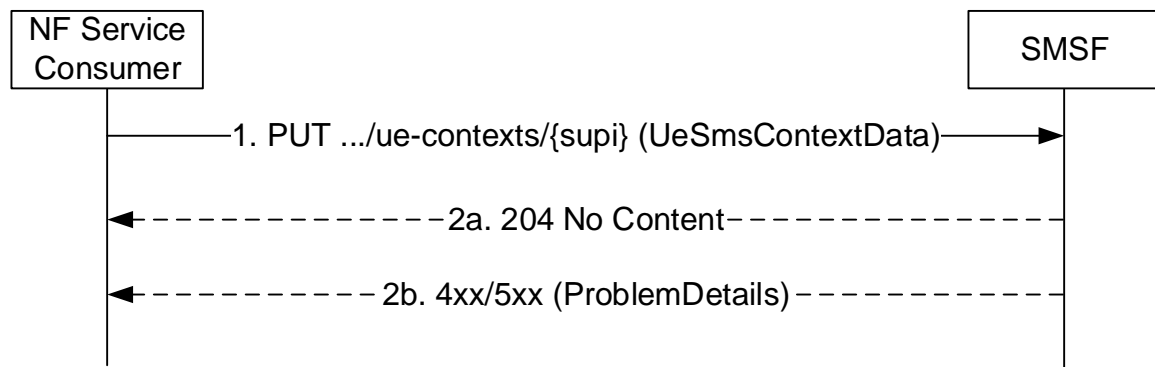 NF Service
Consumer
SMSF
1. PUT .../ue-contexts/{supi} (UeSmsContextData)
2a. 204 No Content
2b. 4xx/5xx (ProblemDetails)